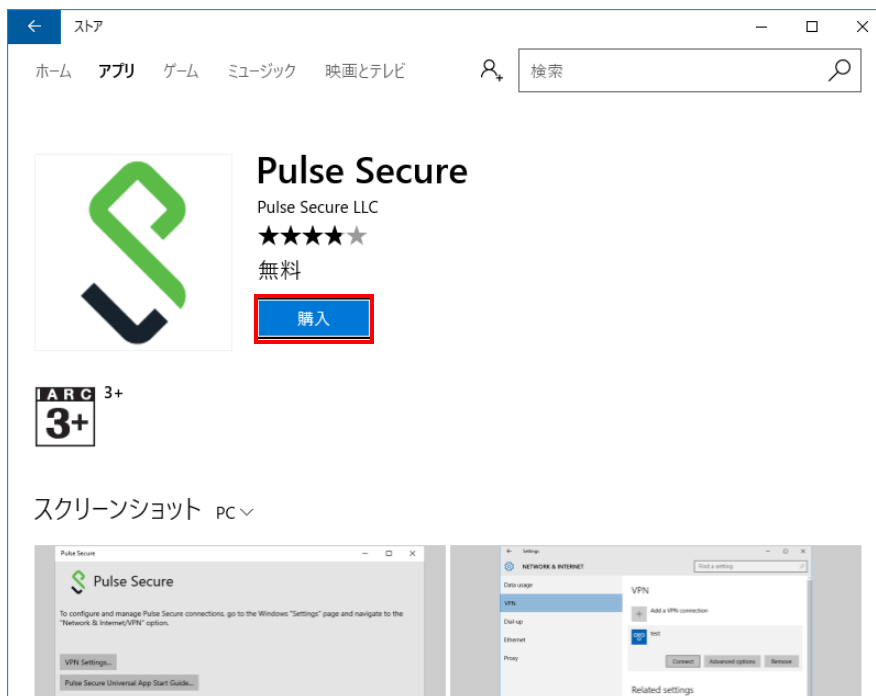 ストア
ホーム アプリ ゲーム ミュージック 映画とテレビ 検索
Pulse Secure
Pulse Secure LLC
無料
購入
IARC 3+
3+
スクリーンショット PC
Pulse Secure
Pulse Secure
To configure and manage Pulse Secure connections, go to the Windows "Settings" page and navigate to the
"Network & Internet/VPN" option.
VPN Settings...
Pulse Secure Universal App Start Guide...
Settings
NETWORK & INTERNET Find a setting
Data usage
VPN
Dial-up
Ethernet
Proxy
VPN
Add a VPN connection
test
Connect Advanced options Remove
Related settings